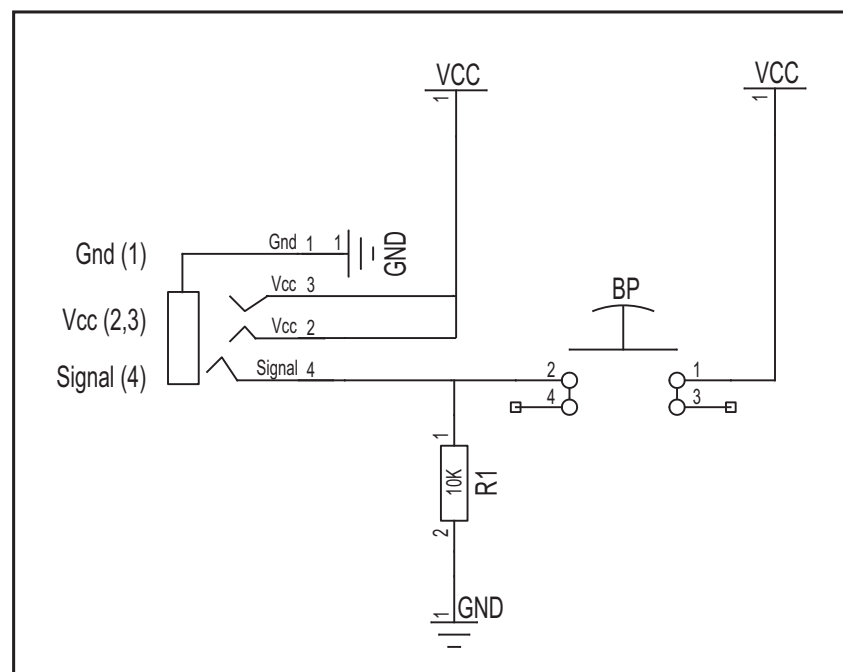 VCC
1
VCC
1
Gnd (1)
Gnd 1
1
GND
Vcc 3
Vcc (2,3)
Vcc 2
BP
Signal (4)
Signal 4
2
1
4
3
1
10K
R1
2
1
GND